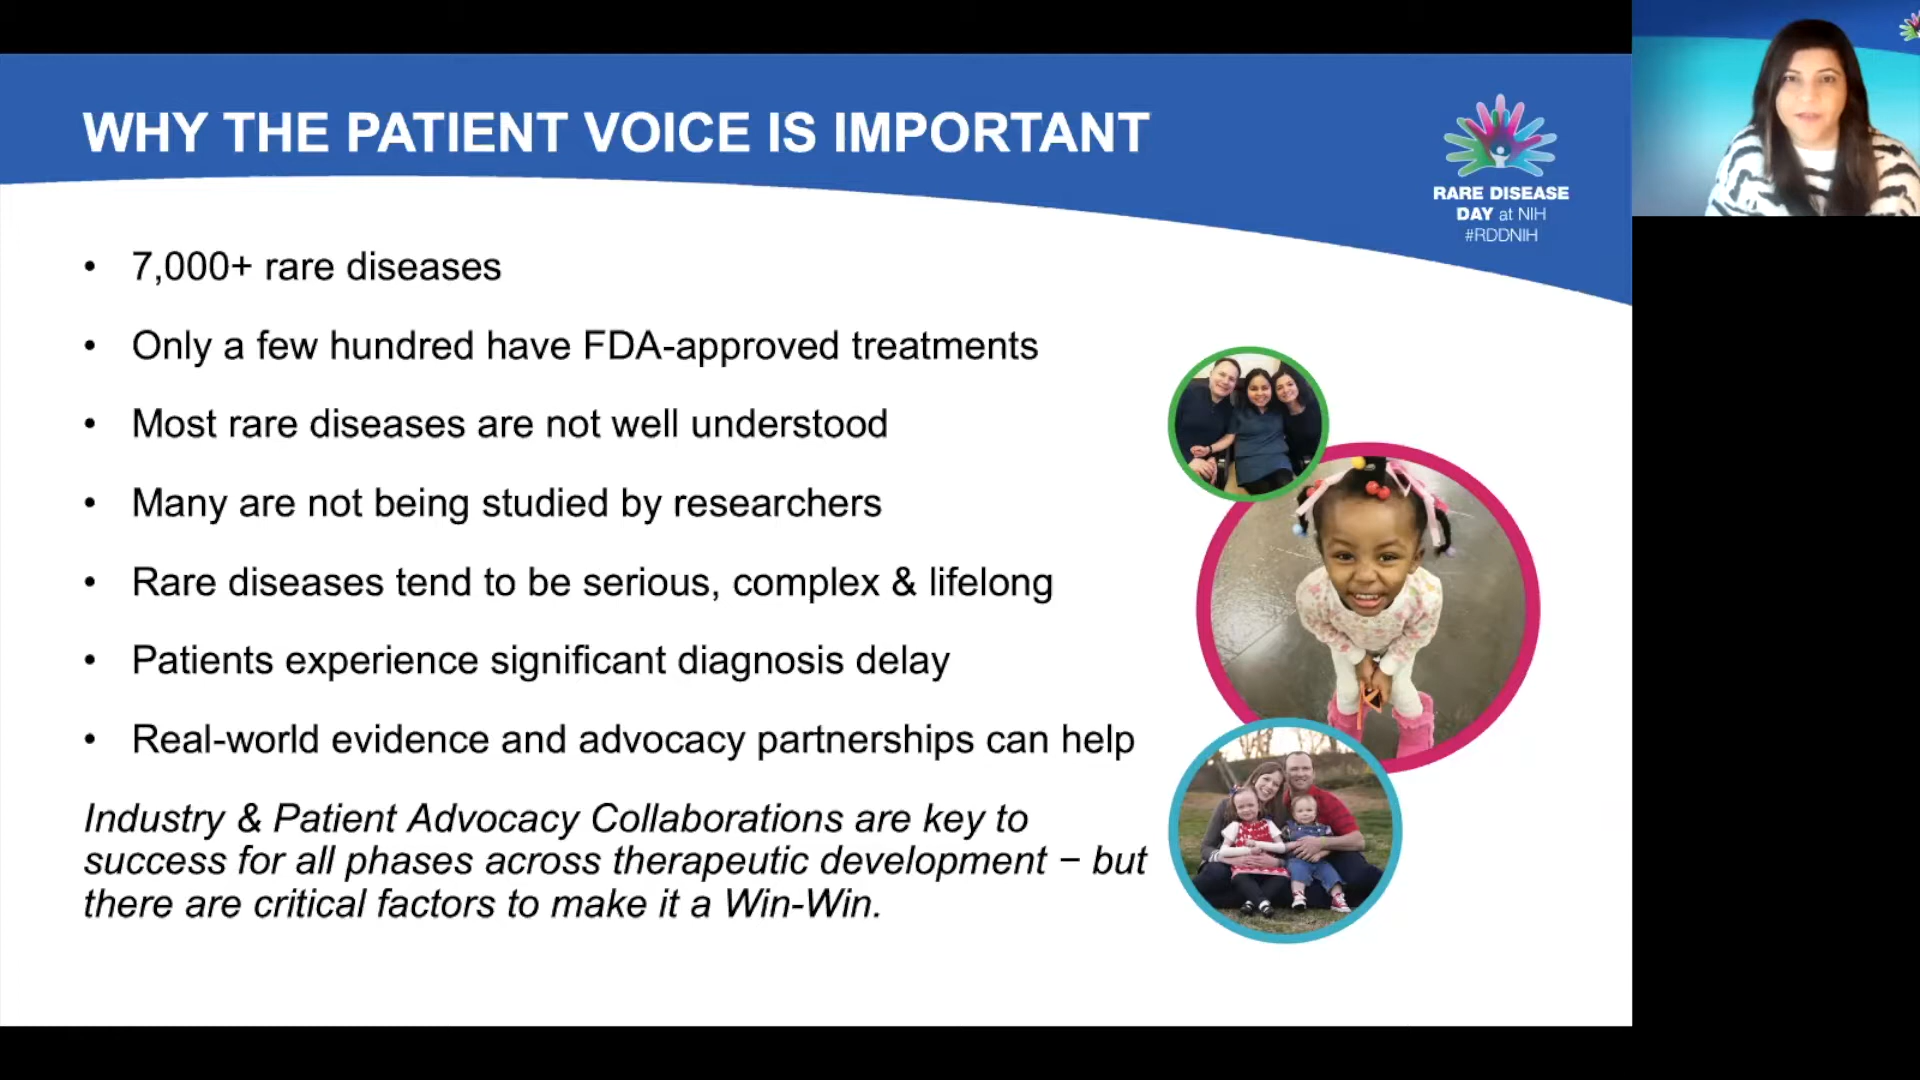 WHY THE PATIENT VOICE IS IMPORTANT
RARE DISEASE
DAY at NIH
#RDDNIH
• 7,000+ rare diseases
• Only a few hundred have FDA-approved treatments
• Most rare diseases are not well understood
• Many are not being studied by researchers
• Rare diseases tend to be serious, complex & lifelong
• Patients experience significant diagnosis delay
• Real-world evidence and advocacy partnerships can help
Industry & Patient Advocacy Collaborations are key to
success for all phases across therapeutic development – but
there are critical factors to make it a Win-Win.